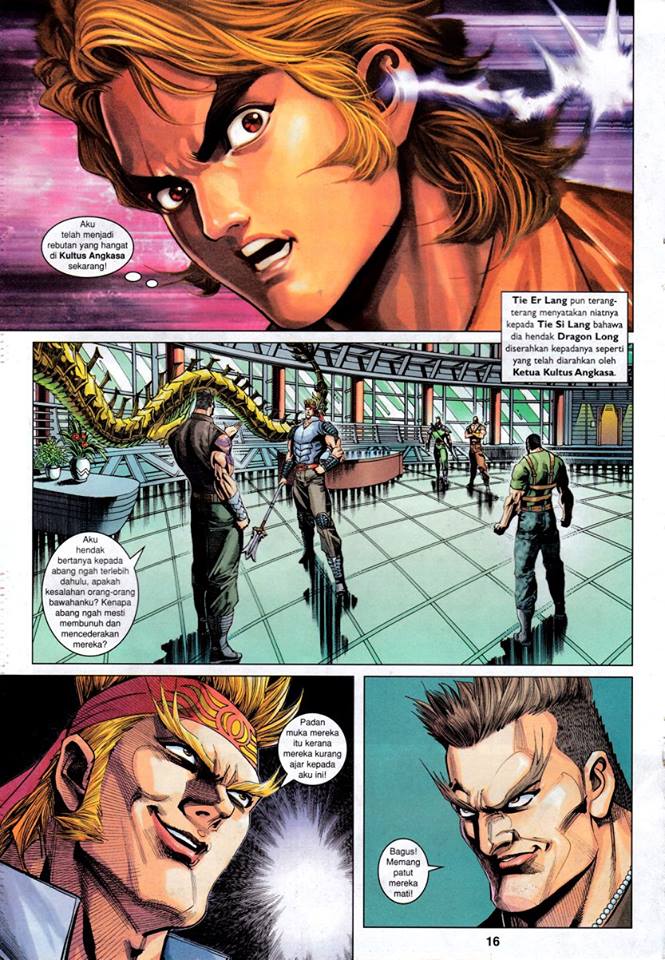 Aku
telah menjadi
rebutan yang hangat
di Kultus Angkasa
sekarang!
Tie Er Lang pun terang-
terang menyatakan niatnya
kepada Tie Si Lang bahawa
dia hendak Dragon Long
diserahkan kepadanya seperti
yang telah diarahkan oleh
Ketua Kultus Angkasa.
Aku
hendak
bertanya kepada
abang ngah terlebih
dahulu, apakah
kesalahan orang-orang
bawahanku? Kenapa
abang ngah mesti
membunuh dan
mencederakan
mereka?
Padan
muka mereka
itu kerana
mereka kurang
ajar kepada
aku ini!
Bagus!
Memang
patut
mereka
mati!
16